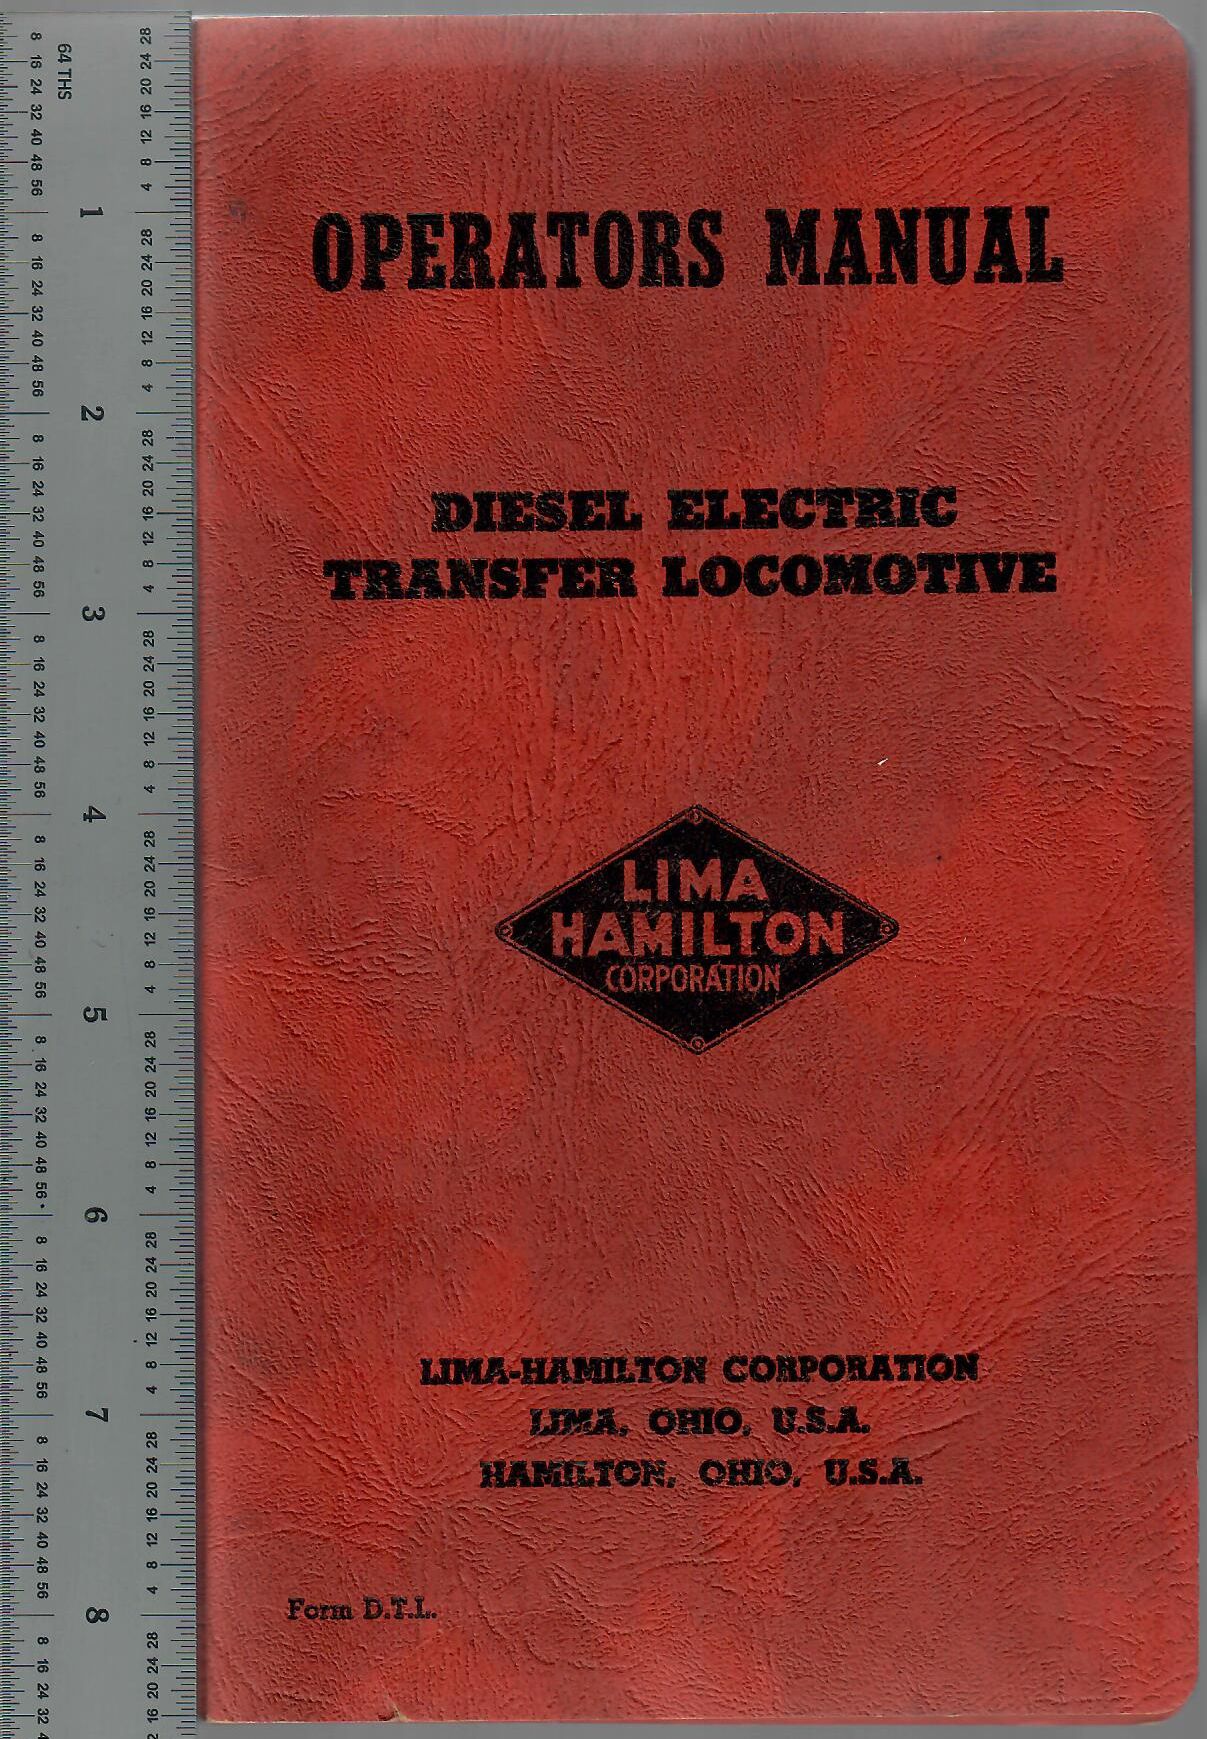 OPERATORS MANUAL
DIESEL ELECTRIC
TRANSFER LOCOMOTIVE
LIMA
HAMILTON
CORPORATION
LIMA-HAMILTON CORPORATION
LIMA, OHIO, U.S.A.
HAMILTON, OHIO, U.S.A.
Form D.T.L.
64 THS
1
2
3
4
5
6
7
8